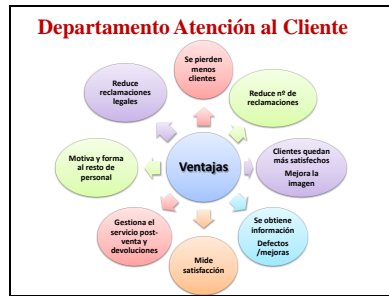 Departamento Atención al Cliente
Se pierden
menos
clientes
Reduce nº de
reclamaciones
Clientes quedan
más satisfechos
Mejora la
imagen
Se obtiene
información
Defectos
/mejoras
Mide
satisfacción
Gestiona el
servicio post-
venta y
devoluciones
Motiva y forma
al resto de
personal
Reduce
reclamaciones
legales
Ventajas